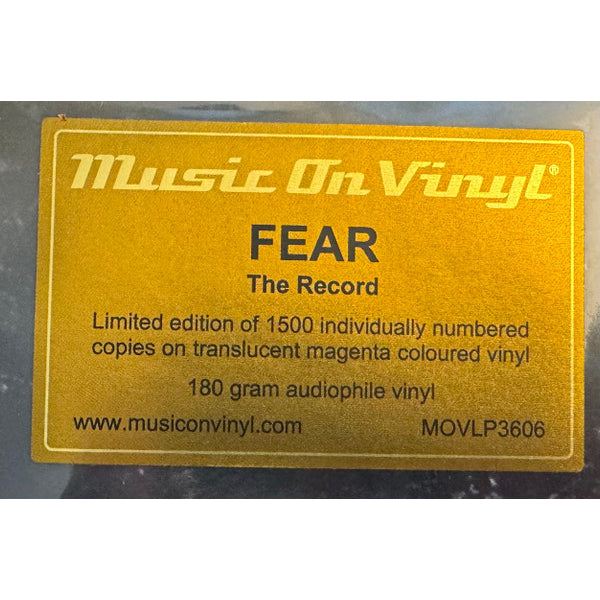 Music On Vinyl®
FEAR
The Record
Limited edition of 1500 individually numbered
copies on translucent magenta coloured vinyl
180 gram audiophile vinyl
www.musiconvinyl.com MOVLP3606